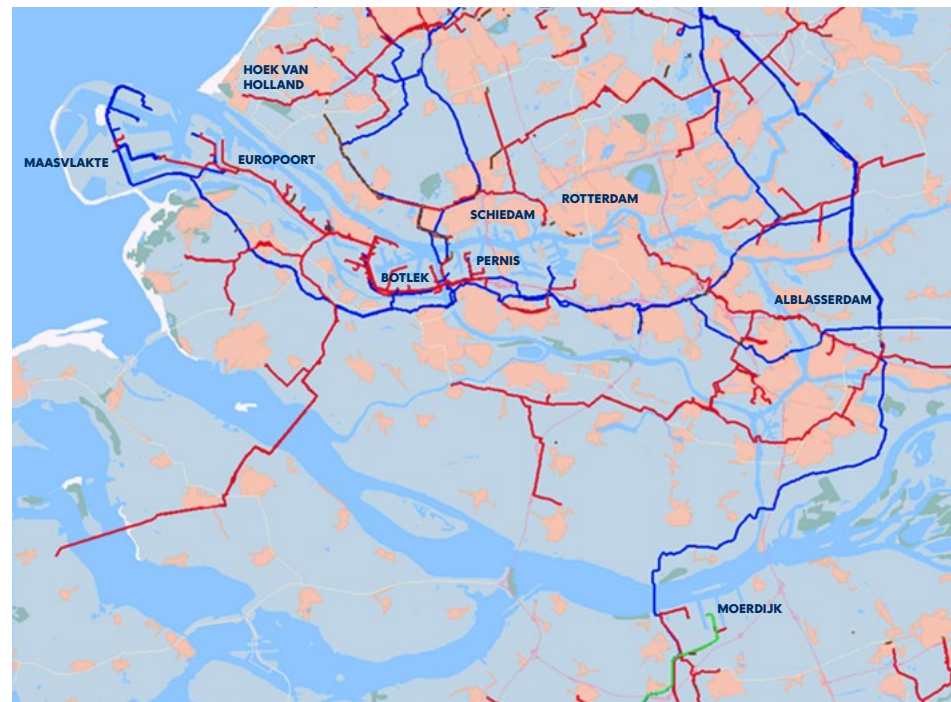 HOEK VAN
HOLLAND
MAASVLAKTE
EUROPOORT
ROTTERDAM
SCHIEDAM
PERNIS
BOTLEK
ALBLASSERDAM
MOERDIJK